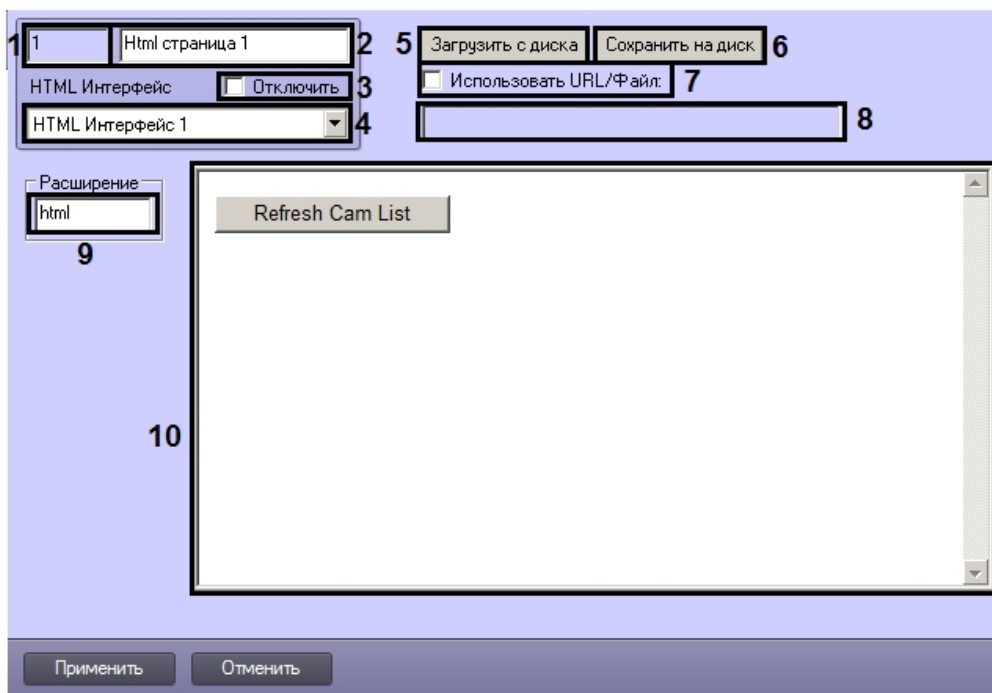 1 1 Html страница 1 2 5 Загрузить с диска Сохранить на диск 6
HTML Интерфейс Отключить 3 Использовать URL/Файл: 7
HTML Интерфейс 1 4 8
Расширение
html
Refresh Cam List
9
10
Применить Отменить